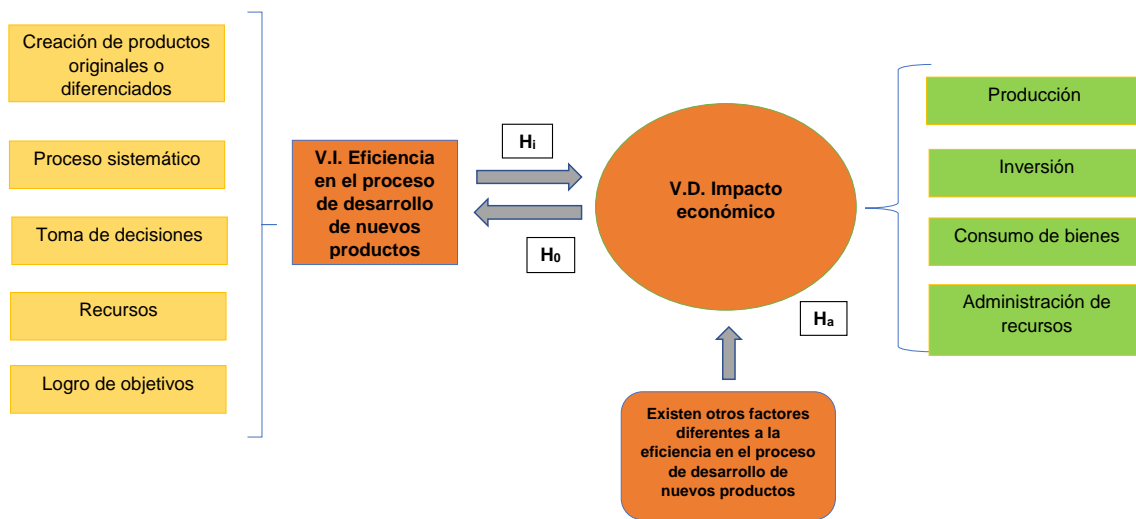 Creación de productos
originales o
diferenciados
Proceso sistemático
Toma de decisiones
Recursos
Logro de objetivos
V.I. Eficiencia
en el proceso
de desarrollo
de nuevos
productos
Hi
H0
V.D. Impacto
económico
Ha
Existen otros factores
diferentes a la
eficiencia en el proceso
de desarrollo de
nuevos productos
Producción
Inversión
Consumo de bienes
Administración de
recursos